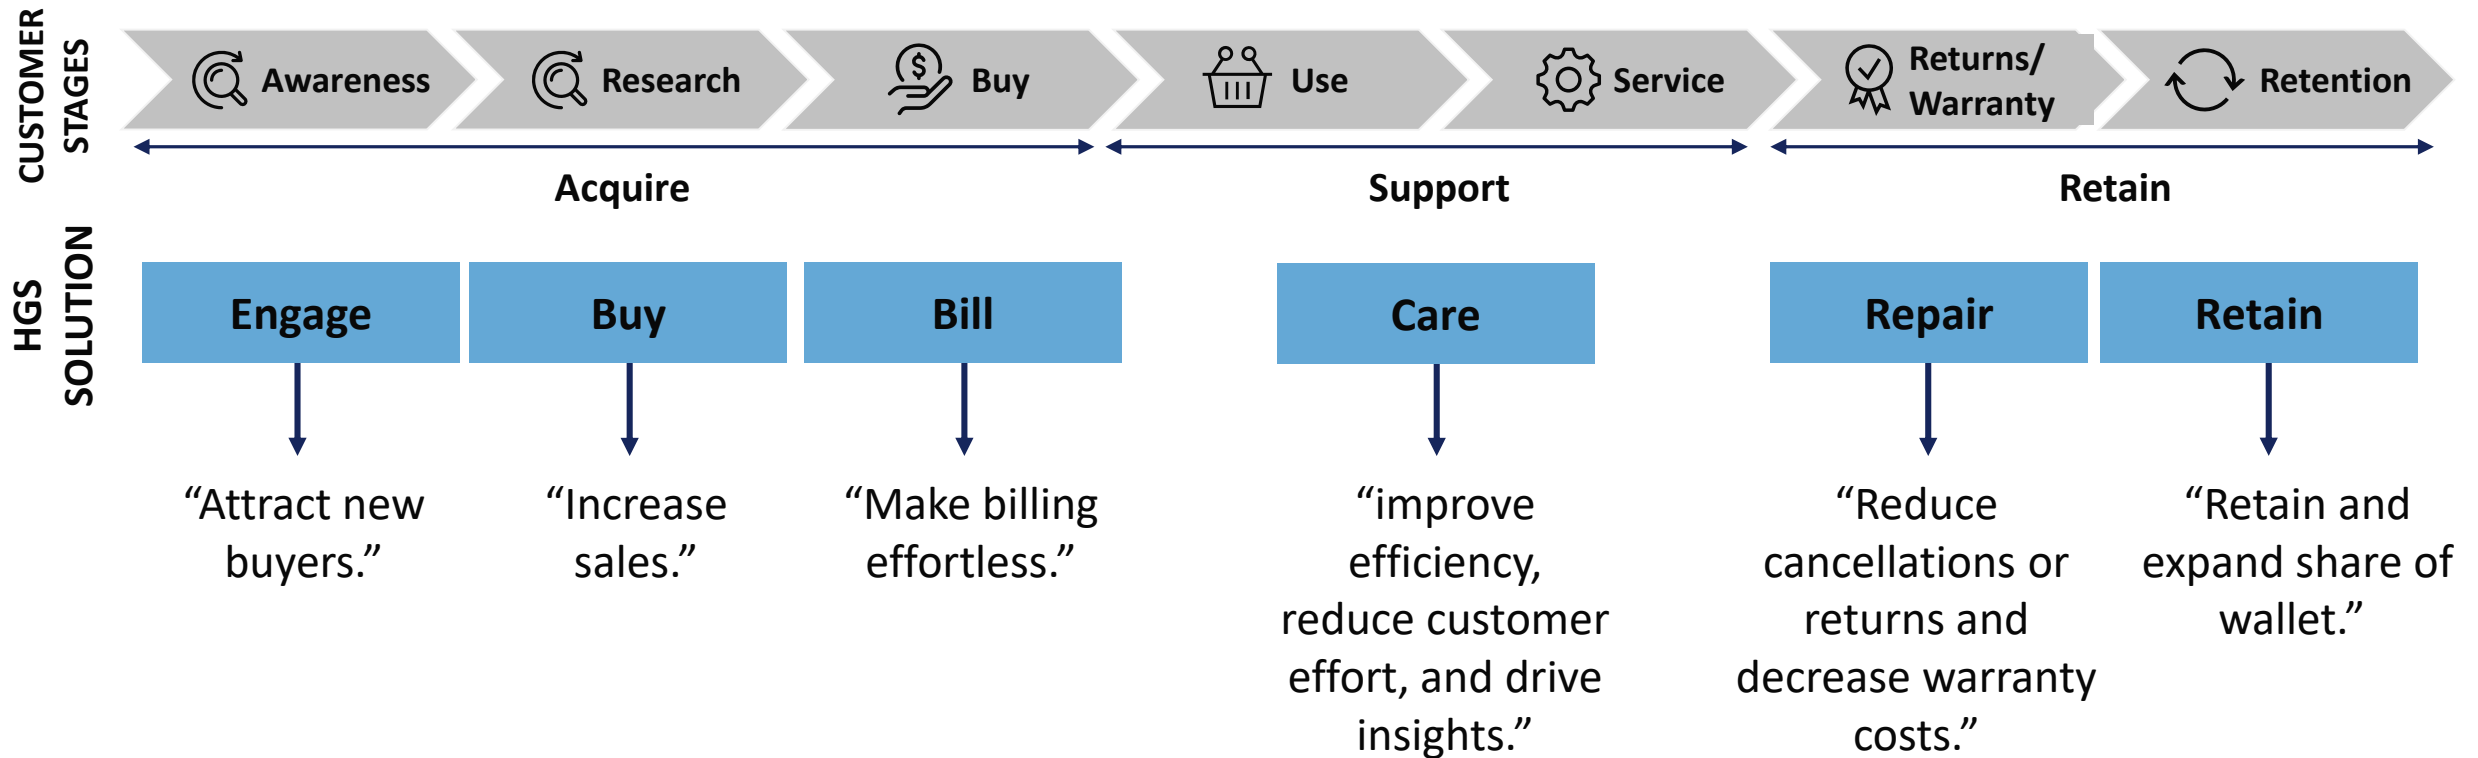 CUSTOMER
STAGES
Awareness
Research
$
Buy
Use
Service
Returns/
Warranty
Retention
Acquire
Support
Retain
HGS
SOLUTION
Engage
Buy
Bill
Care
Repair
Retain
“Attract new
buyers.”
“Increase
sales.”
“Make billing
effortless.”
“improve
efficiency,
reduce customer
effort, and drive
insights.”
“Reduce
cancellations or
returns and
decrease warranty
costs.”
“Retain and
expand share of
wallet.”